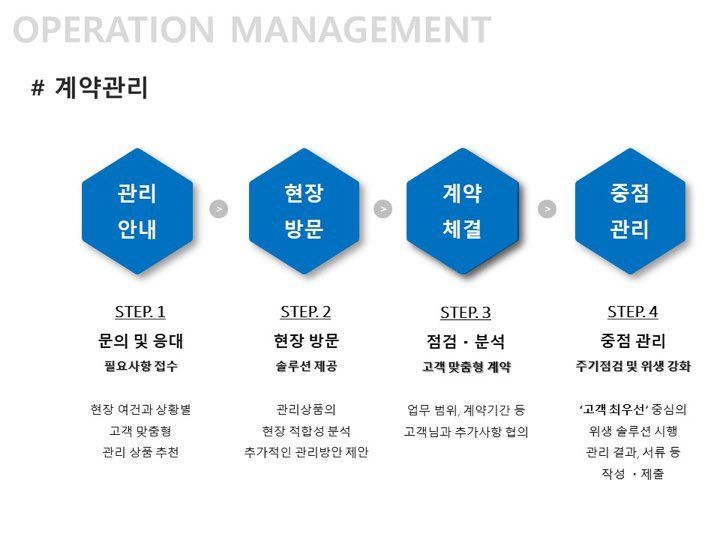 OPERATION MANAGEMENT
# 계약관리
관리
안내
>
현장
방문
>
계약
체결
>
중점
관리
STEP. 1
문의 및 응대
필요사항 접수
현장 여건과 상황별
고객 맞춤형
관리 상품 추천
STEP. 2
현장 방문
솔루션 제공
관리상품의
현장 적합성 분석
추가적인 관리방안 제안
STEP. 3
점검・분석
고객 맞춤형 계약
업무 범위, 계약기간 등
고객님과 추가사항 협의
STEP. 4
중점 관리
주기점검 및 위생 강화
‘고객 최우선’ 중심의
위생 솔루션 시행
관리 결과, 서류 등
작성 ・제출